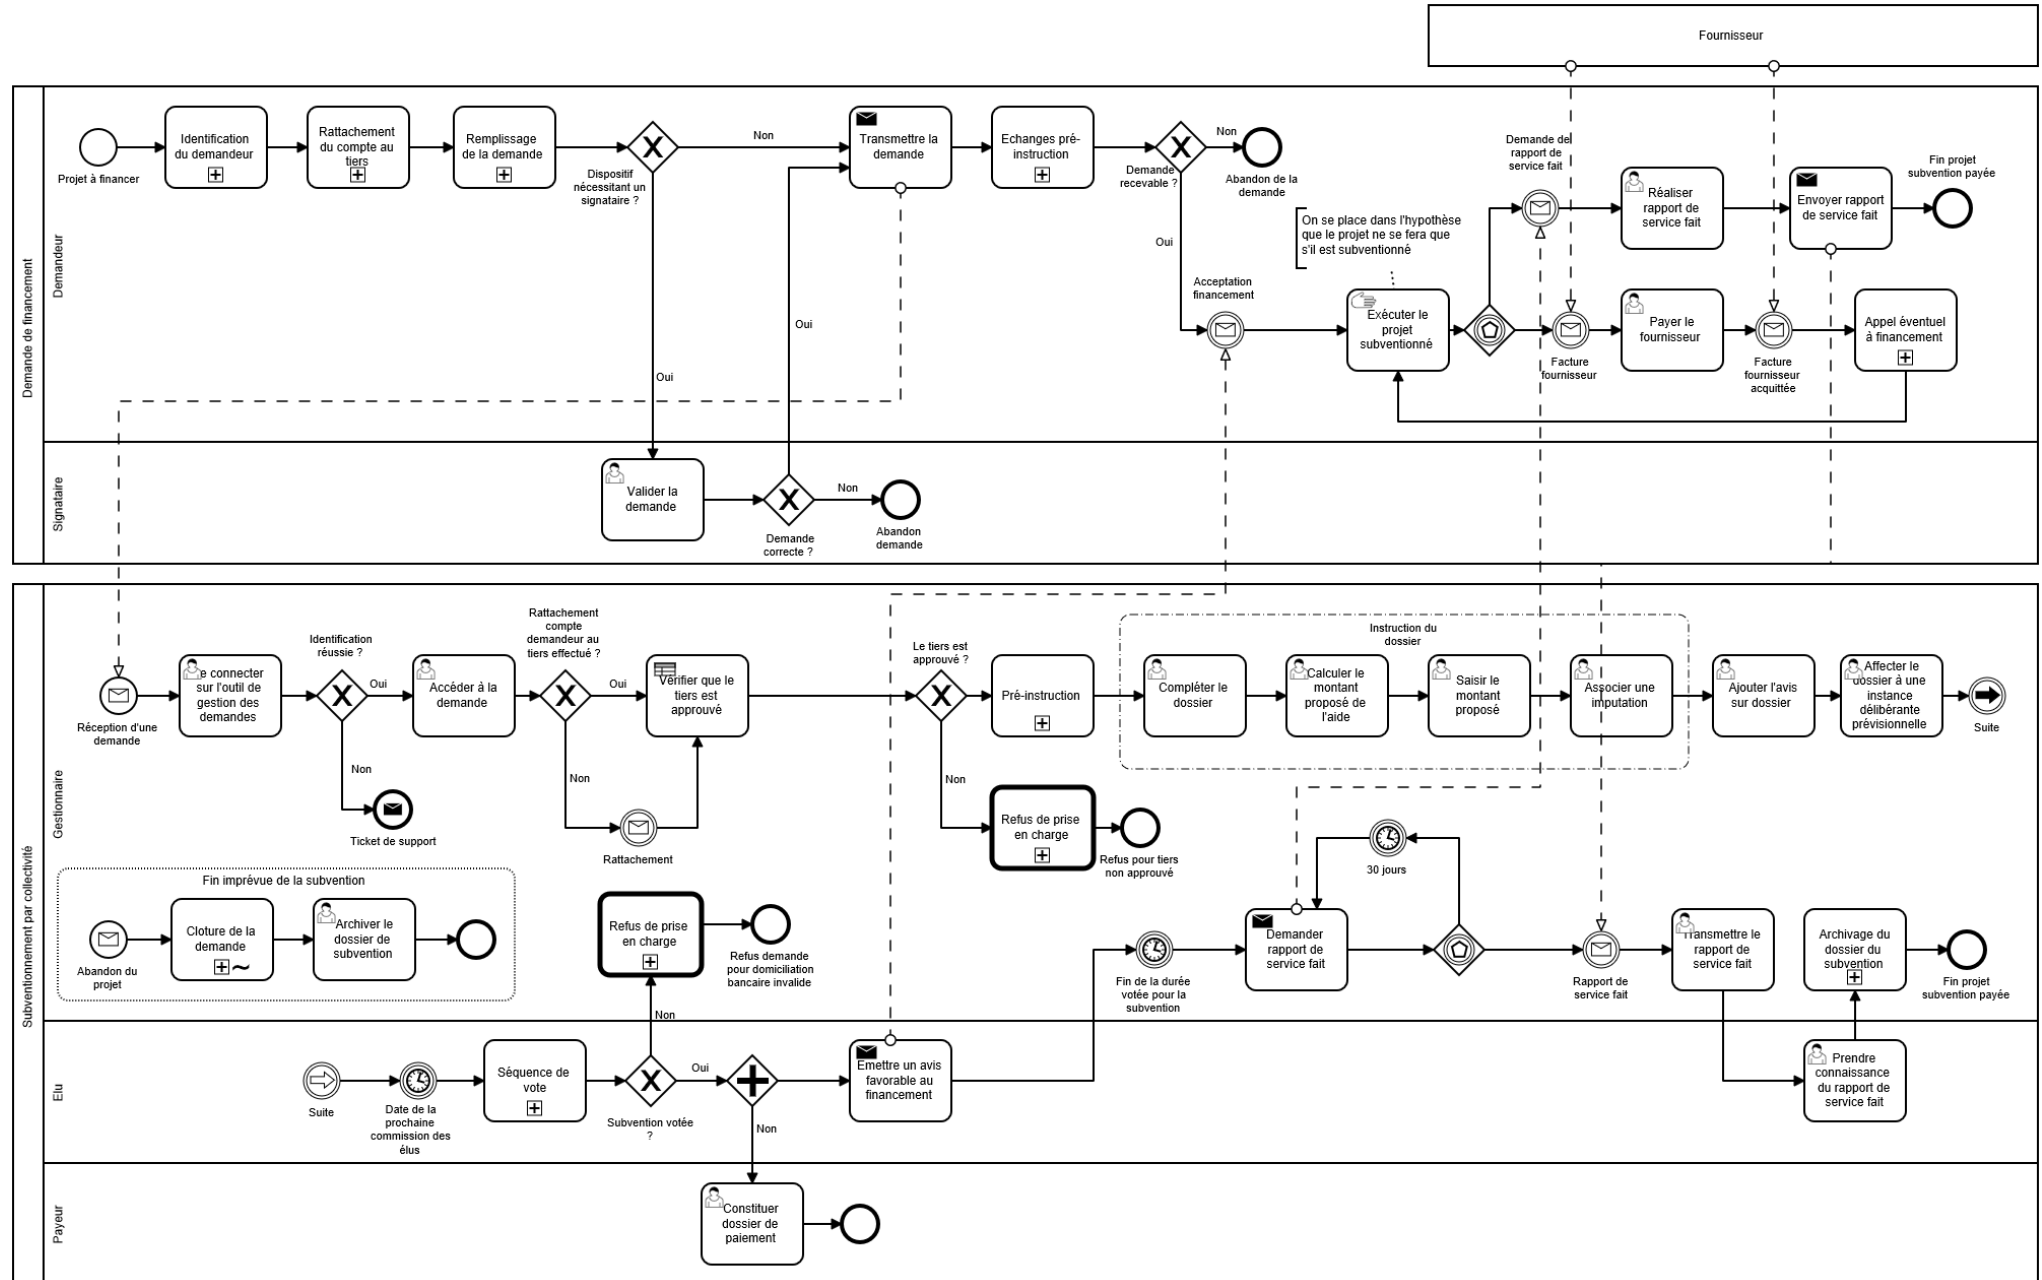 Fournisseur
Demande de financement
Demandeur
Projet à financer
Identification
du demandeur
Rattachement
du compte au
tiers
Remplissage
de la demande
Dispositif
nécessitant un
signataire ?
Non
Oui
Transmettre la
demande
Echanges pré-
instruction
Demande
recevable ?
Non
Abandon de la
demande
Oui
Acceptation
financement
On se place dans l'hypothèse
que le projet ne se fera que
s'il est subventionné
Exécuter le
projet
subventionné
Demande de
rapport de
service fait
Réaliser
rapport de
service fait
Envoyer rapport
de service fait
Fin projet
subvention payée
Facture
fournisseur
Payer le
fournisseur
Facture
fournisseur
acquittée
Appel éventuel
à financement
Oui
Signataire
Valider la
demande
Demande
correcte ?
Non
Abandon
demande
Subventionnement par collectivité
Gestionnaire
Réception d'une
demande
e connecter
sur l'outil de
gestion des
demandes
Identification
réussie ?
Oui
Non
Ticket de support
Accéder à la
demande
Rattachement
compte
demandeur au
tiers effectué ?
Oui
Non
Rattachement
Vérifier que le
tiers est
approuvé
Le tiers est
approuvé ?
Non
Pré-instruction
Refus de prise
en charge
Refus pour tiers
non approuvé
Instruction du
dossier
Compléter le
dossier
Calculer le
montant
proposé de
l'aide
Saisir le
montant
proposé
Associer une
imputation
Ajouter l'avis
sur dossier
Affecter le
dossier à une
instance
délibérante
prévisionnelle
Suite
Fin imprévue de la subvention
Abandon du
projet
Cloture de la
demande
Archiver le
dossier de
subvention
Refus de prise
en charge
Refus demande
pour domiciliation
bancaire invalide
Non
30 jours
Fin de la durée
votée pour la
subvention
Demander
rapport de
service fait
Rapport de
service fait
Transmettre le
rapport de
service fait
Archivage du
dossier du
subvention
Fin projet
subvention payée
Elu
Suite
Date de la
prochaine
commission des
élus
Séquence de
vote
Subvention votée
?
Oui
Non
Emettre un avis
favorable au
financement
Prendre
connaissance
du rapport de
service fait
Payeur
Constituer
dossier de
paiement